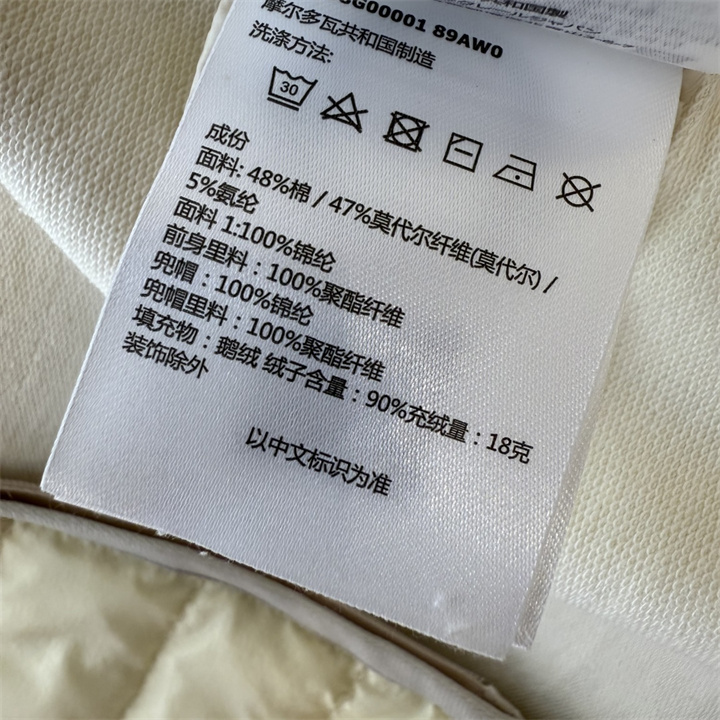 G00001 89AW0
摩尔多瓦共和国制造
洗涤方法:
30
成份
面料: 48%棉 / 47%莫代尔纤维(莫代尔) /
5%氨纶
面料 1:100%锦纶
前身里料：100%聚酯纤维
兜帽：100%锦纶
兜帽里料：100%聚酯纤维
填充物：鹅绒 绒子含量：90%充绒量：18克
装饰除外
以中文标识为准